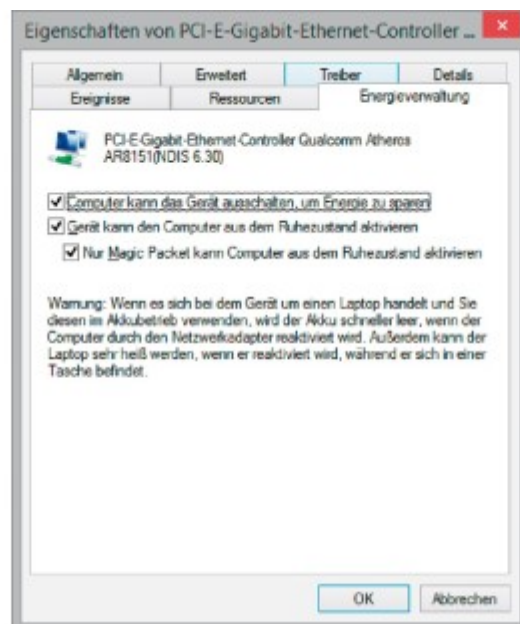 Eigenschaften von PCI-E-Gigabit-Ethernet-Controller ...
Allgemein Erweitert Treiber Details
Ereignisse Ressourcen Energieverwaltung
PCI-E-Gigabit-Ethernet-Controller Qualcomm Atheros
AR8151(NDIS 6.30)
Computer kann das Gerät ausschalten, um Energie zu sparen
Gerät kann den Computer aus dem Ruhezustand aktivieren
Nur Magic Packet kann Computer aus dem Ruhezustand aktivieren
Warnung: Wenn es sich bei dem Gerät um einen Laptop handelt und Sie
diesen im Akkubetrieb verwenden, wird der Akku schneller leer, wenn der
Computer durch den Netzwerkadapter reaktiviert wird. Außerdem kann der
Laptop sehr heiß werden, wenn er reaktiviert wird, während er sich in einer
Tasche befindet.
OK Abbrechen